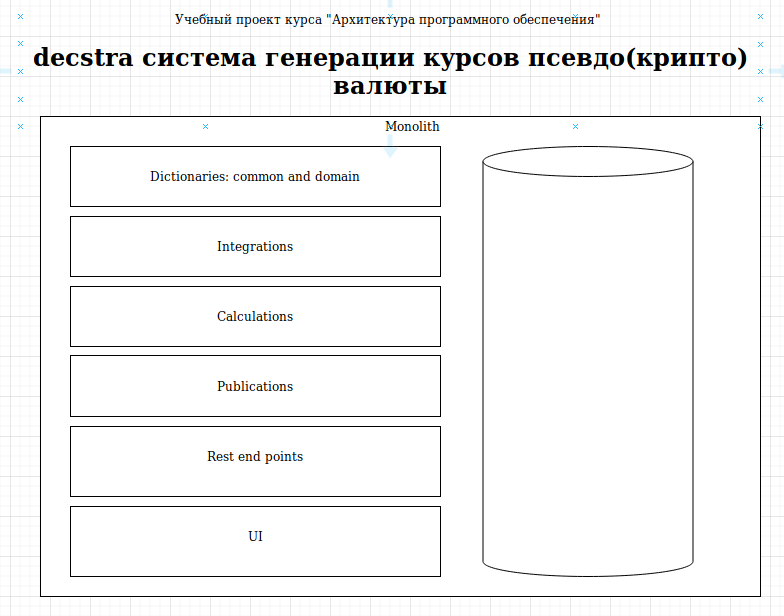 Учебный проект курса "Архитектура программного обеспечения"
decstra система генерации курсов псевдо(крипто)
валюты
Monolith
Dictionaries: common and domain
Integrations
Calculations
Publications
Rest end points
UI